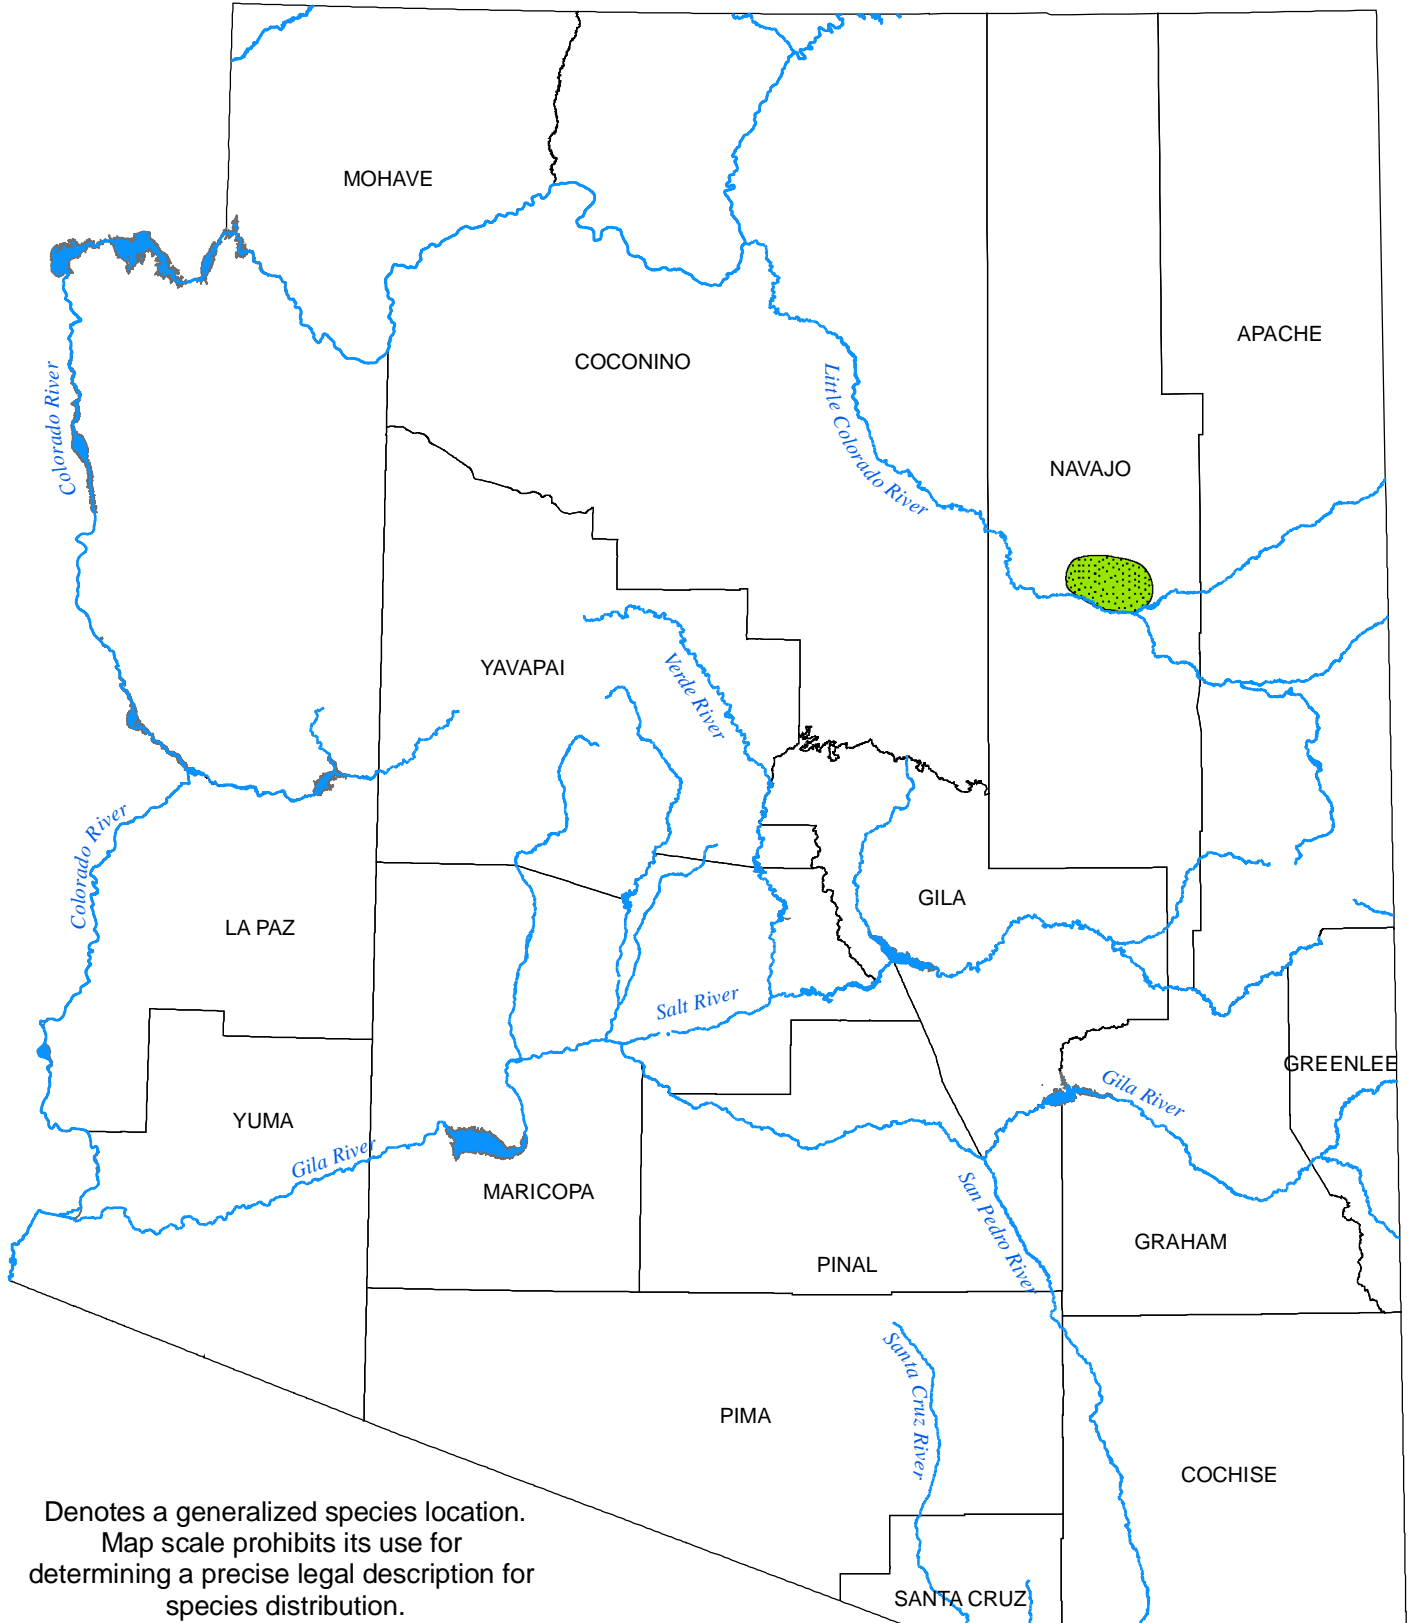 MOHAVE
COCONINO
APACHE
NAVAJO
Colorado River
Little Colorado River
YAVAPAI
Verde River
Colorado River
LA PAZ
GILA
Salt River
GREENLEE
Gila River
YUMA
Gila River
MARICOPA
San Pedro River
GRAHAM
PINAL
Santa Cruz River
PIMA
COCHISE
SANTA CRUZ
Denotes a generalized species location.
Map scale prohibits its use for
determining a precise legal description for
species distribution.